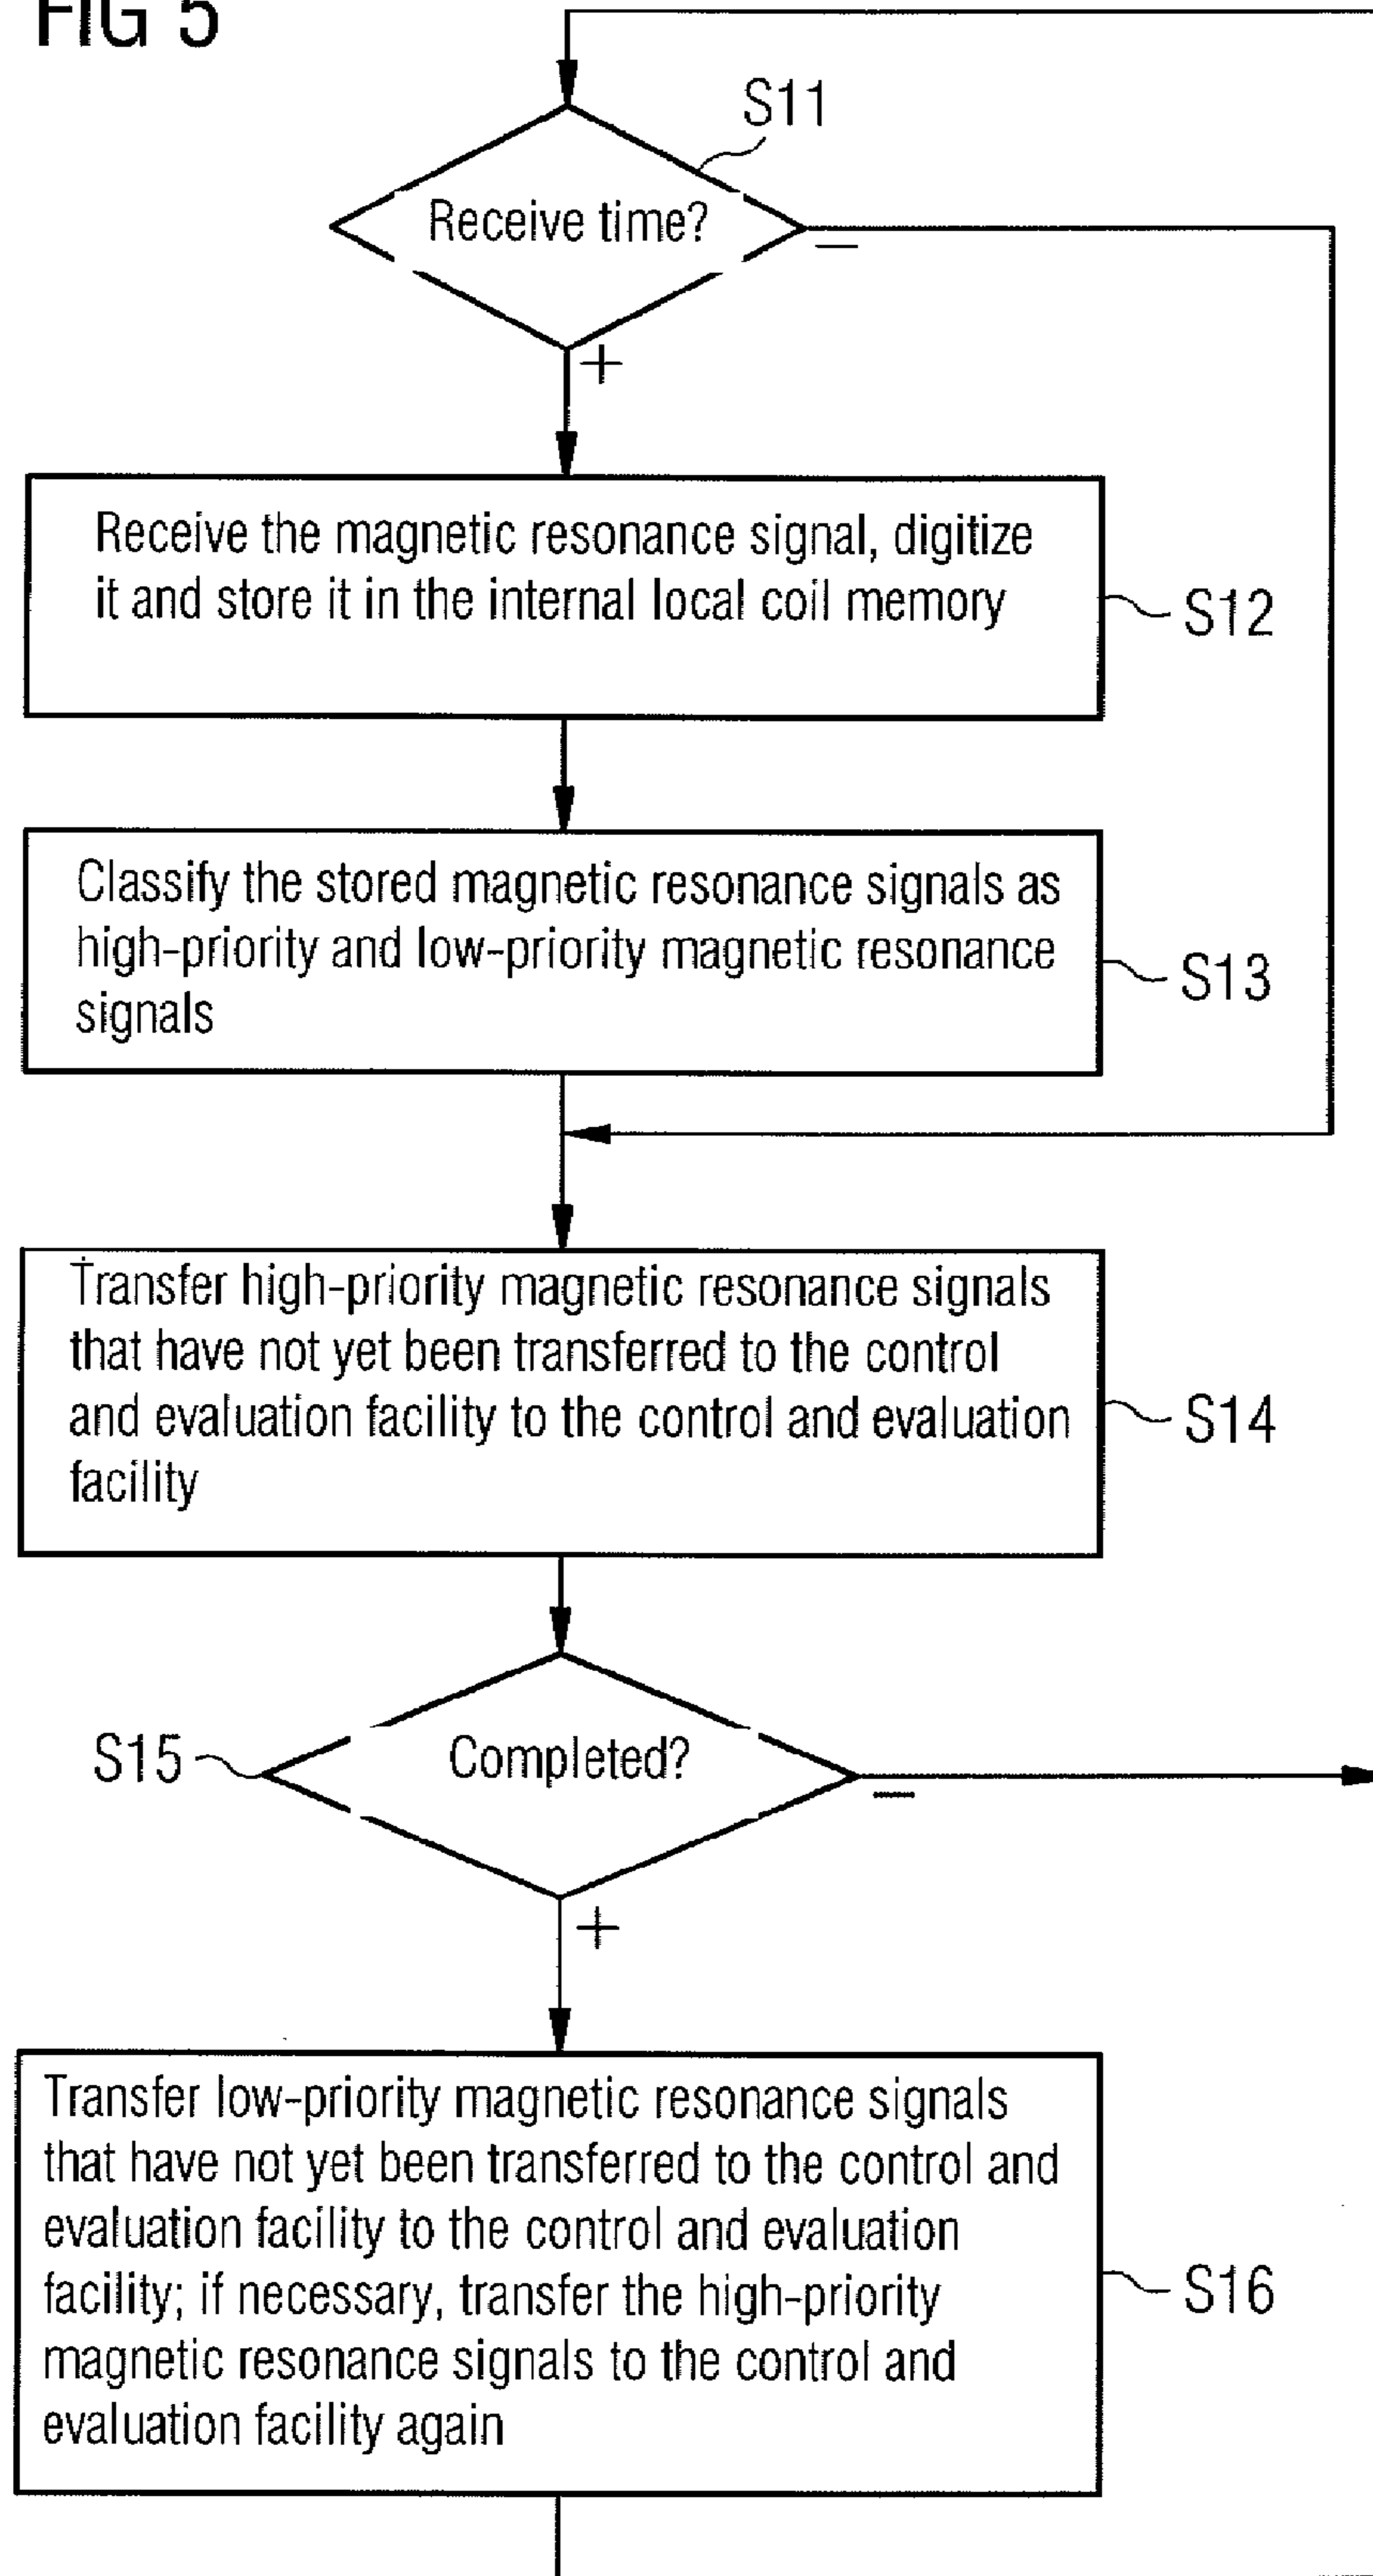 FIG 5
S11
Receive time?
−
+
Receive the magnetic resonance signal, digitize
it and store it in the internal local coil memory
S12
Classify the stored magnetic resonance signals as
high-priority and low-priority magnetic resonance
signals
S13
Transfer high-priority magnetic resonance signals
that have not yet been transferred to the control
and evaluation facility to the control and evaluation
facility
S14
S15
Completed?
−
+
Transfer low-priority magnetic resonance signals
that have not yet been transferred to the control and
evaluation facility to the control and evaluation
facility; if necessary, transfer the high-priority
magnetic resonance signals to the control and
evaluation facility again
S16